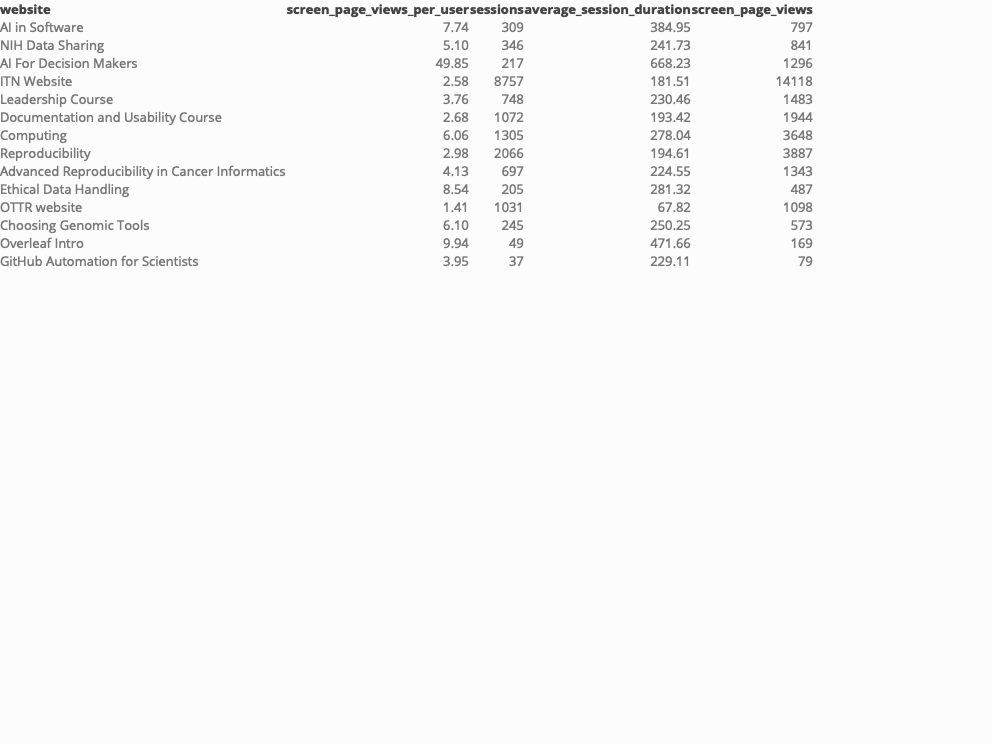 website screen_page_views_per_user sessions average_session_duration screen_page_views
AI in Software 7.74 309 384.95 797
NIH Data Sharing 5.10 346 241.73 841
AI For Decision Makers 49.85 217 668.23 1296
ITN Website 2.58 8757 181.51 14118
Leadership Course 3.76 748 230.46 1483
Documentation and Usability Course 2.68 1072 193.42 1944
Computing 6.06 1305 278.04 3648
Reproducibility 2.98 2066 194.61 3887
Advanced Reproducibility in Cancer Informatics 4.13 697 224.55 1343
Ethical Data Handling 8.54 205 281.32 487
OTTR website 1.41 1031 67.82 1098
Choosing Genomic Tools 6.10 245 250.25 573
Overleaf Intro 9.94 49 471.66 169
GitHub Automation for Scientists 3.95 37 229.11 79